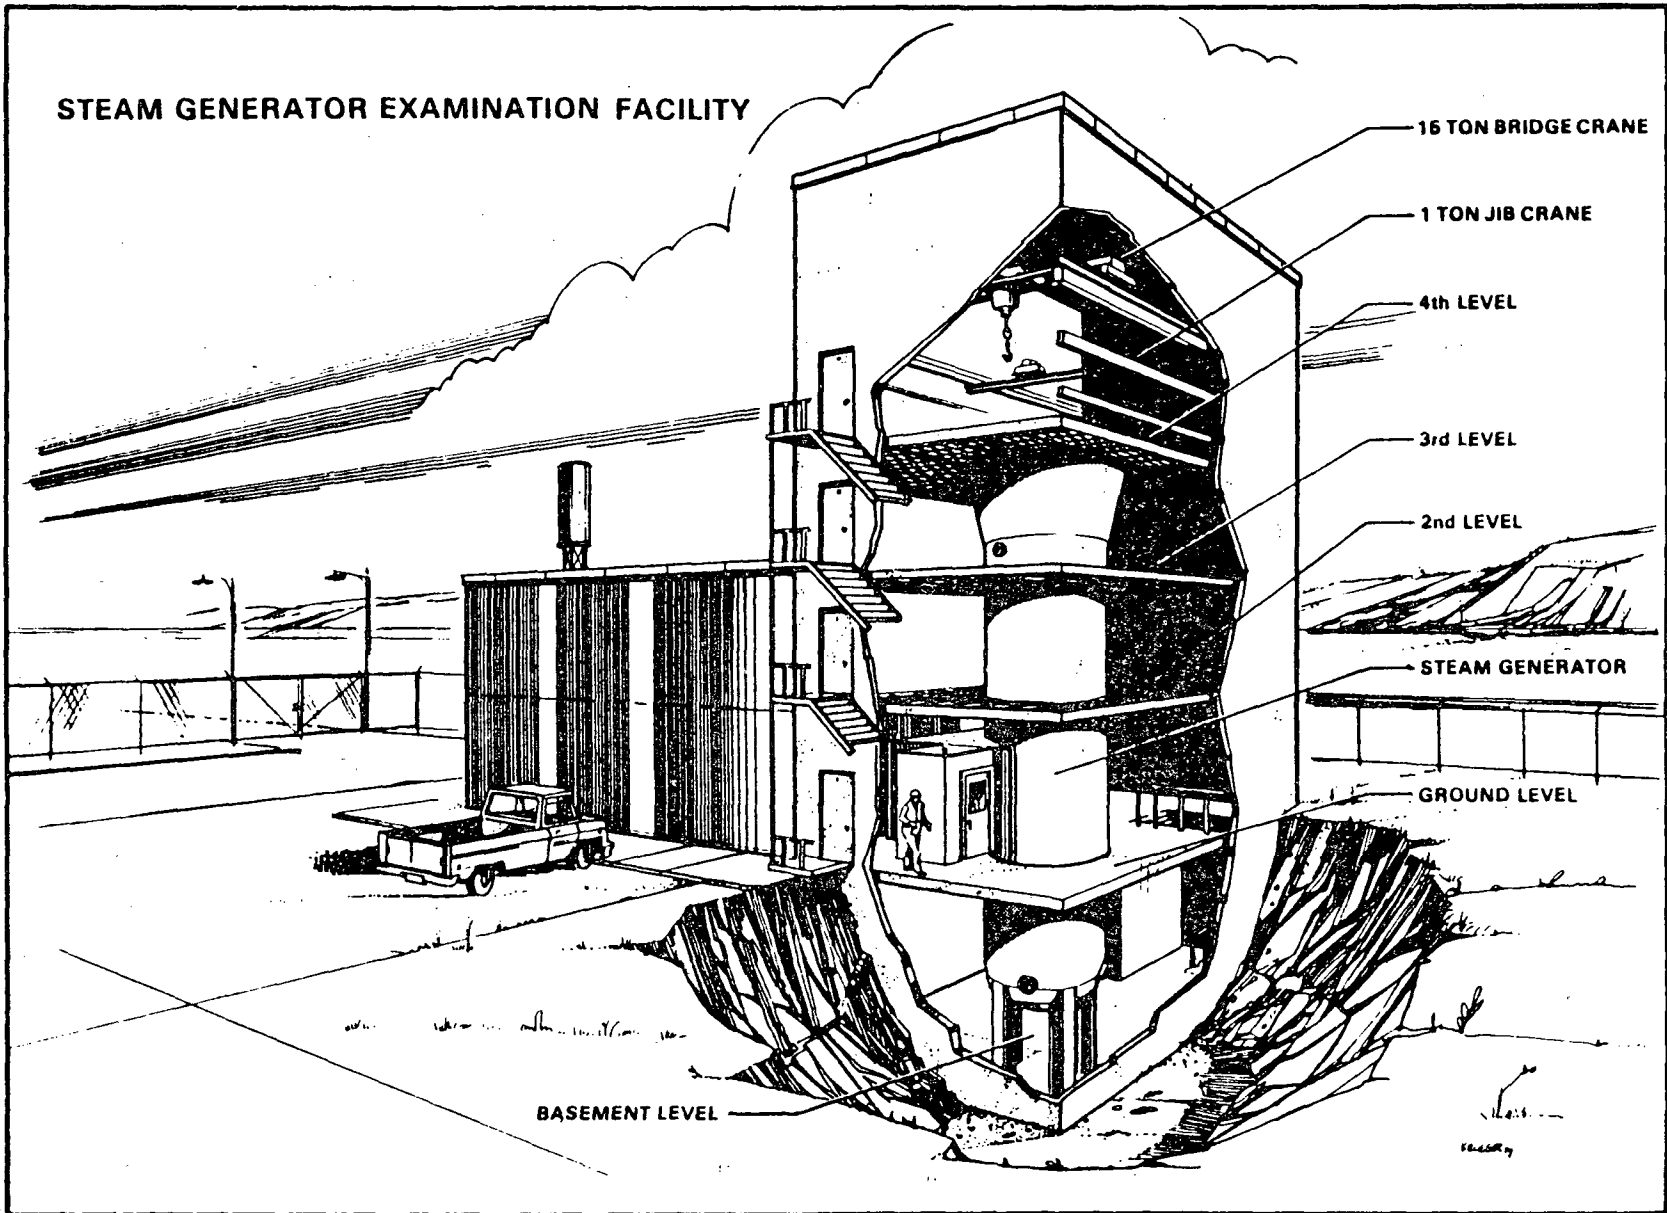 STEAM GENERATOR EXAMINATION FACILITY
15 TON BRIDGE CRANE
1 TON JIB CRANE
4th LEVEL
3rd LEVEL
2nd LEVEL
STEAM GENERATOR
GROUND LEVEL
BASEMENT LEVEL